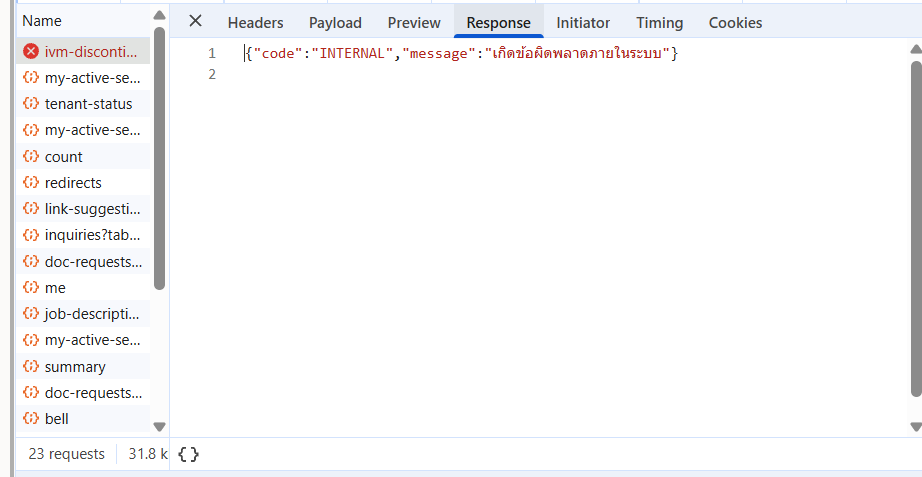 Name
Headers Payload Preview Response Initiator Timing Cookies
ivm-disconti...
my-active-se...
tenant-status
my-active-se...
count
redirects
link-suggesti...
inquiries?tab...
doc-requests...
me
job-descripti...
my-active-se...
summary
doc-requests...
bell
1 {"code":"INTERNAL","message":"เกิดข้อผิดพลาดภายในระบบ"}
2
23 requests 31.8 k {}